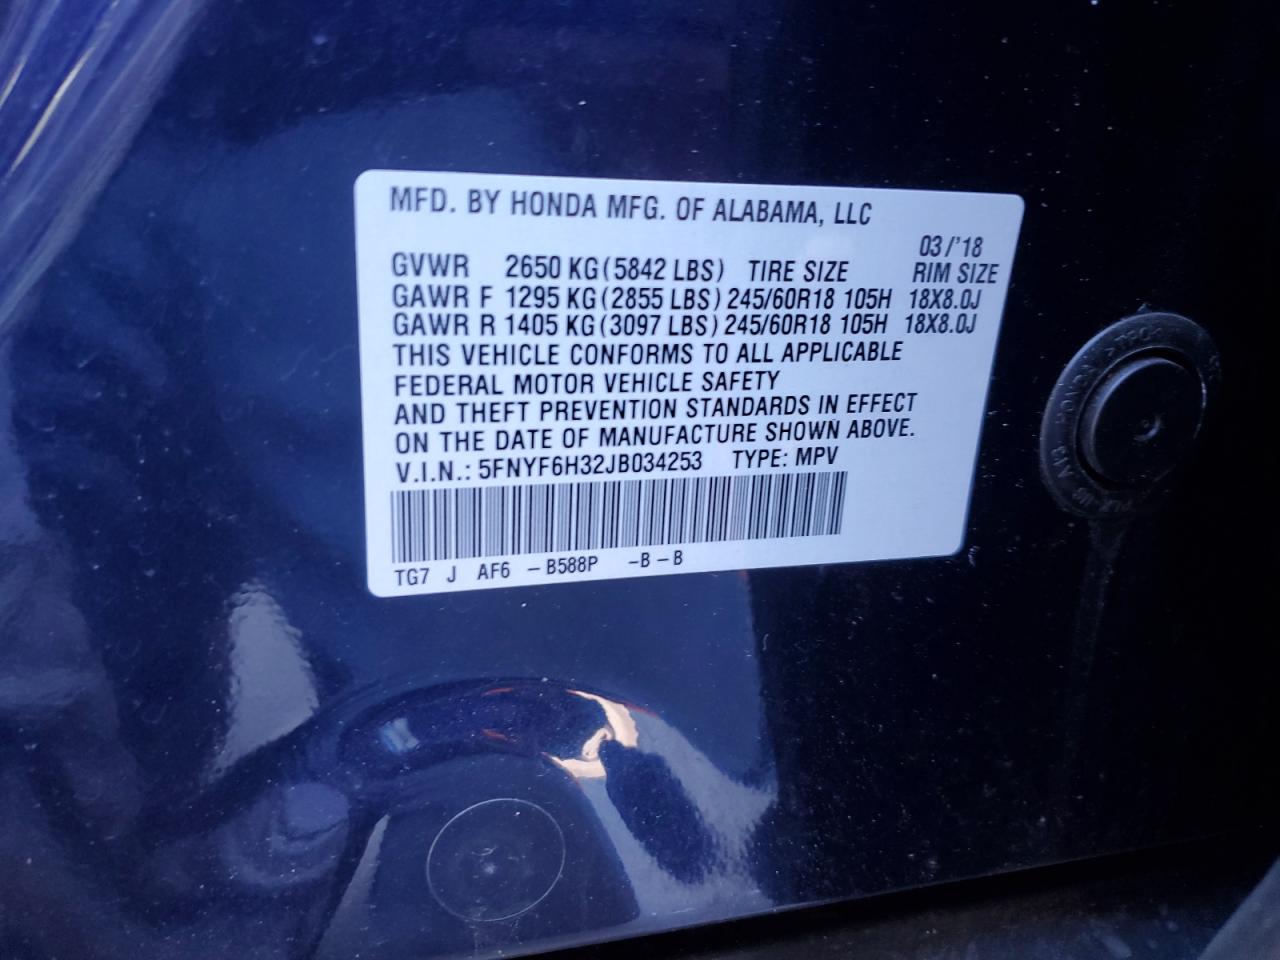 MFD. BY HONDA MFG. OF ALABAMA, LLC
03/'18
GVWR 2650 KG (5842 LBS) TIRE SIZE RIM SIZE
GAWR F 1295 KG (2855 LBS) 245/60R18 105H 18X8.0J
GAWR R 1405 KG (3097 LBS) 245/60R18 105H 18X8.0J
THIS VEHICLE CONFORMS TO ALL APPLICABLE
FEDERAL MOTOR VEHICLE SAFETY
AND THEFT PREVENTION STANDARDS IN EFFECT
ON THE DATE OF MANUFACTURE SHOWN ABOVE.
V.I.N.: 5FNYF6H32JB034253 TYPE: MPV
TG7 J AF6 - B588P -B - B